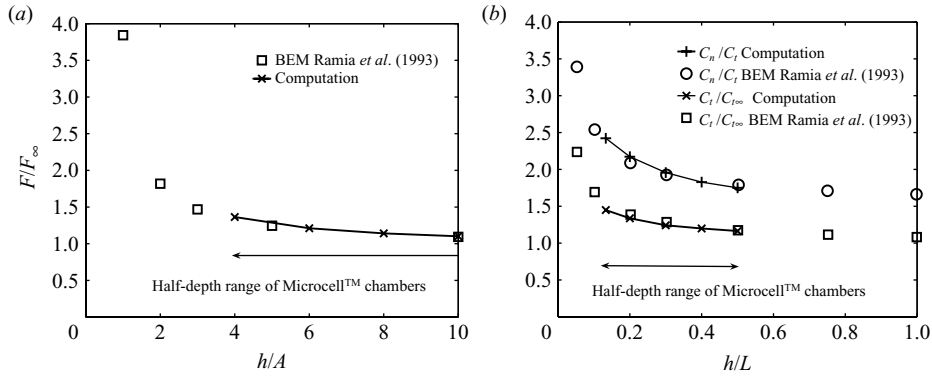 (a)
4.0
3.5
3.0
2.5
2.0
1.5
1.0
0.5
0
2
4
6
8
10
F/F∞
h/A
BEM Ramia et al. (1993)
Computation
Half-depth range of Microcell™ chambers
(b)
4.0
3.5
3.0
2.5
2.0
1.5
1.0
0.5
0
0.2
0.4
0.6
0.8
1.0
h/L
Cn/Ct Computation
Cn/Ct BEM Ramia et al. (1993)
Ct/Ct∞ Computation
Ct/Ct∞ BEM Ramia et al. (1993)
Half-depth range of Microcell™ chambers